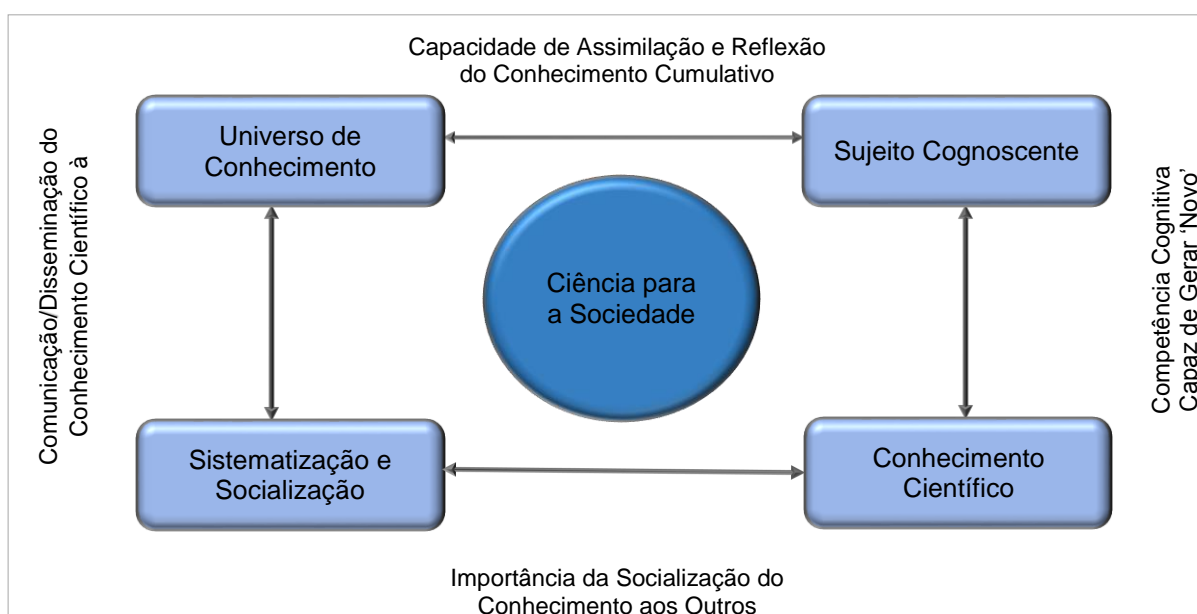 Capacidade de Assimilação e Reflexão
do Conhecimento Cumulativo
Universo de
Conhecimento
Sujeito Cognoscente
Comunicação/Disseminação do
Conhecimento Científico à
Ciência para
a Sociedade
Competência Cognitiva
Capaz de Gerar ‘Novo’
Sistematização e
Socialização
Conhecimento
Científico
Importância da Socialização do
Conhecimento aos Outros